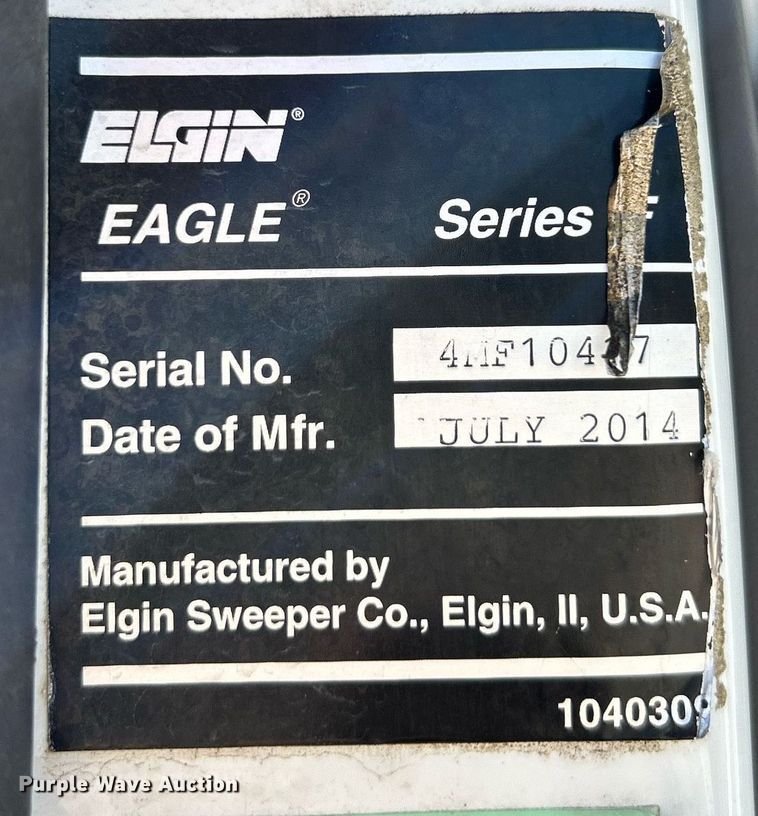 ELGIN®
EAGLE® Series F
Serial No.
Date of Mfr. JULY 2014
Manufactured by
Elgin Sweeper Co., Elgin, Il, U.S.A.
1040309
Purple Wave Auction